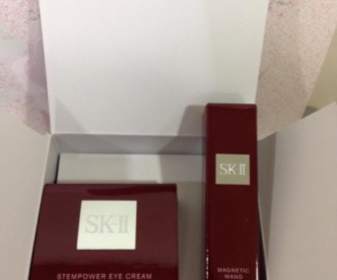 SK-II
STEMPOWER EYE CREAM
SK-II
MAGNETIC
WAND